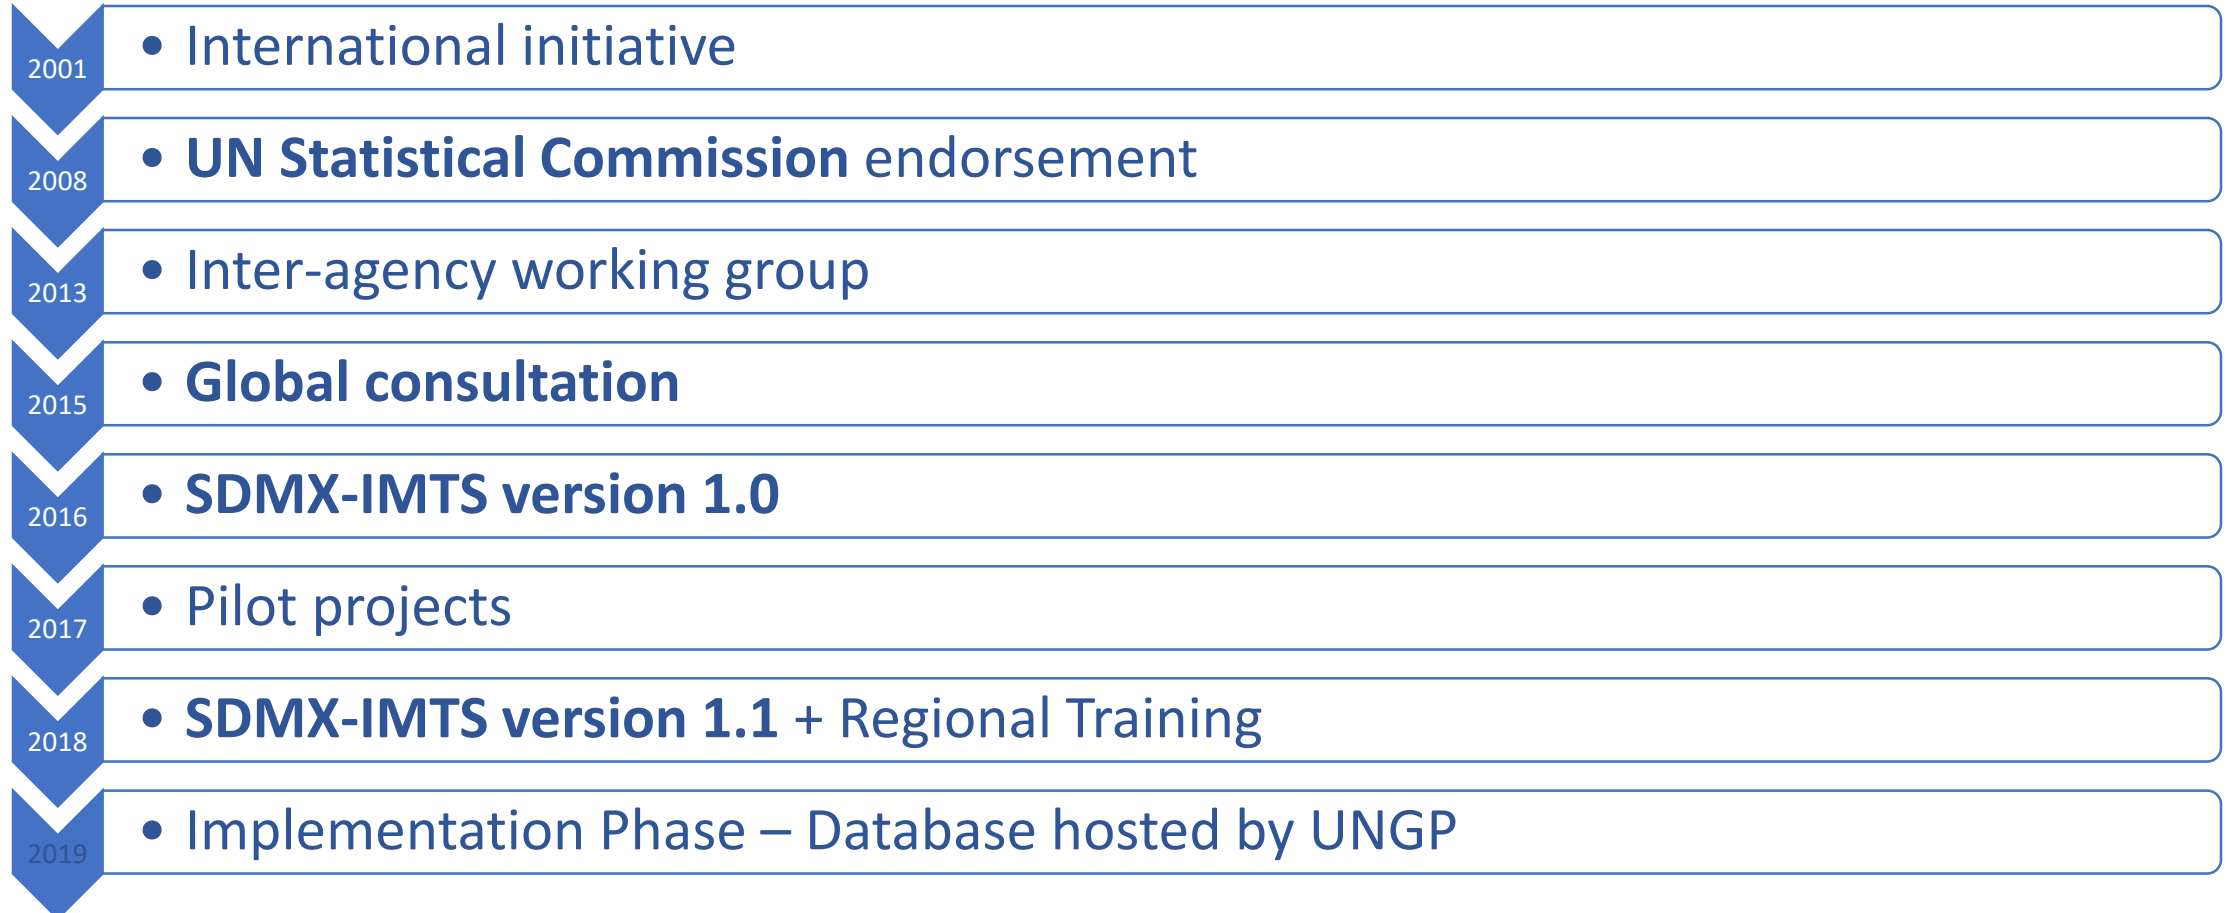 2001
• International initiative
2008
• UN Statistical Commission endorsement
2013
• Inter-agency working group
2015
• Global consultation
2016
• SDMX-IMTS version 1.0
2017
• Pilot projects
2018
• SDMX-IMTS version 1.1 + Regional Training
2019
• Implementation Phase – Database hosted by UNGP